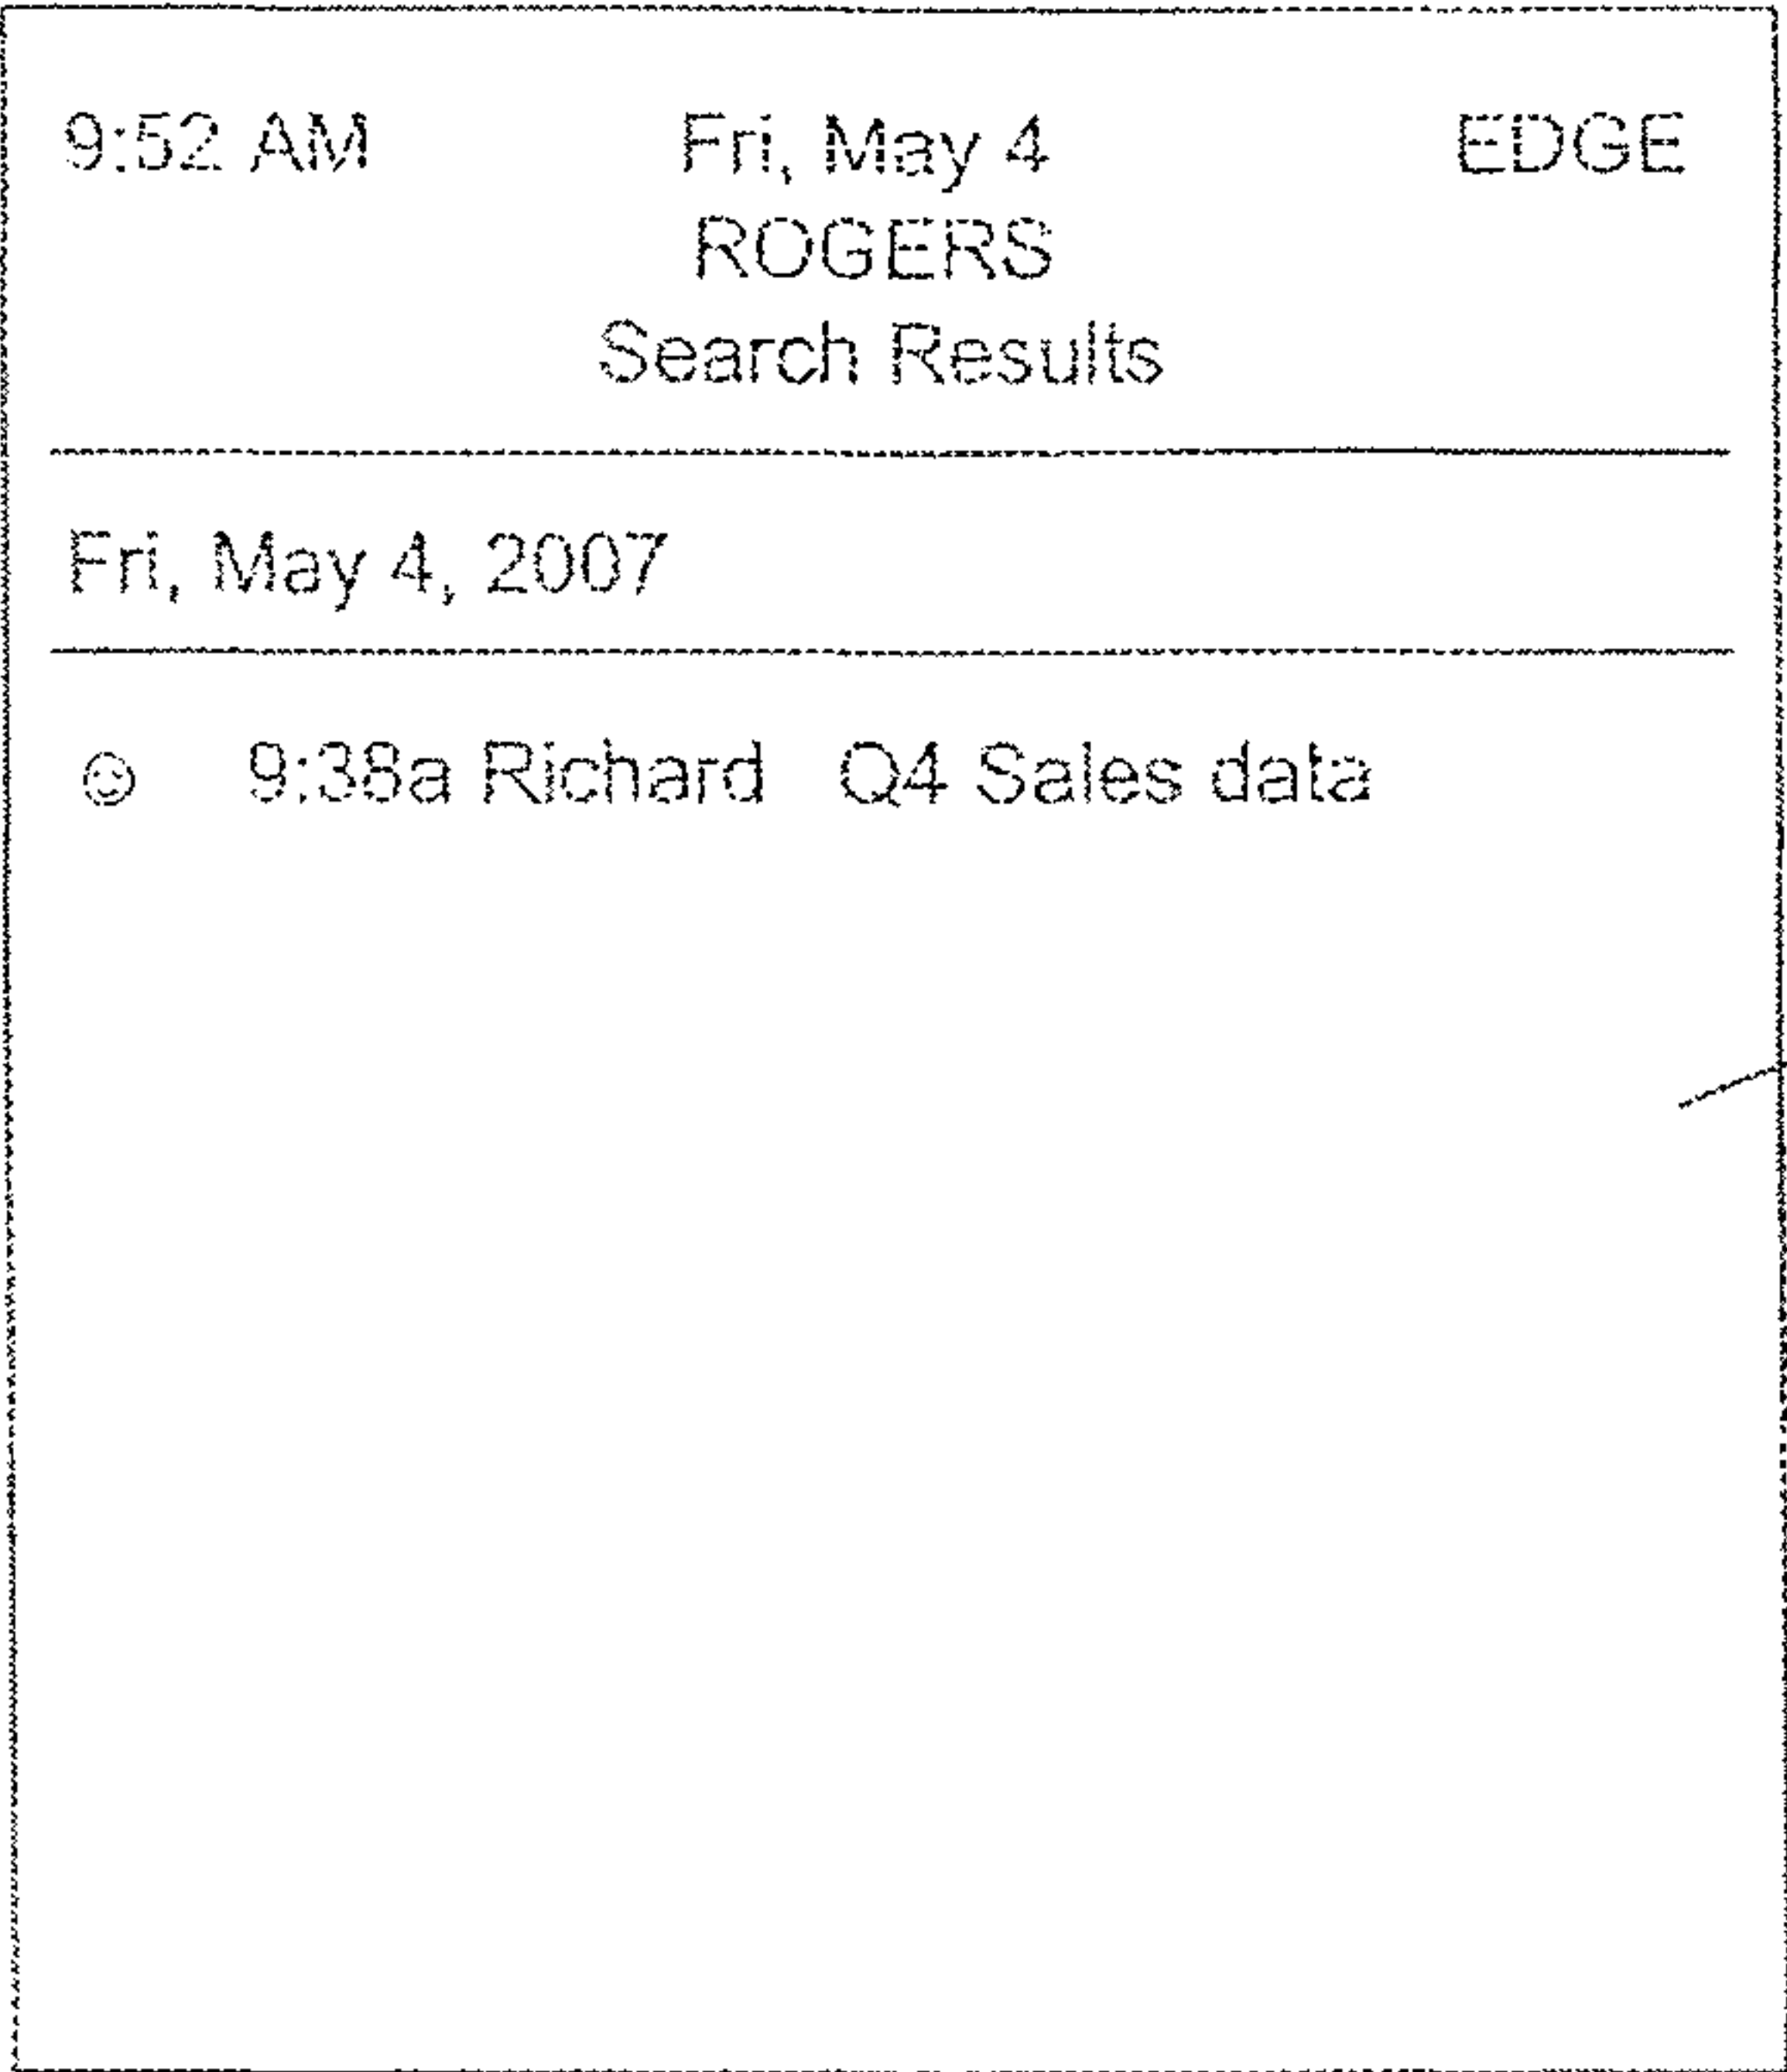 9:52 AM Fri, May 4 EDGE
ROGERS
Search Results
Fri, May 4, 2007
☺ 9:38a Richard Q4 Sales data